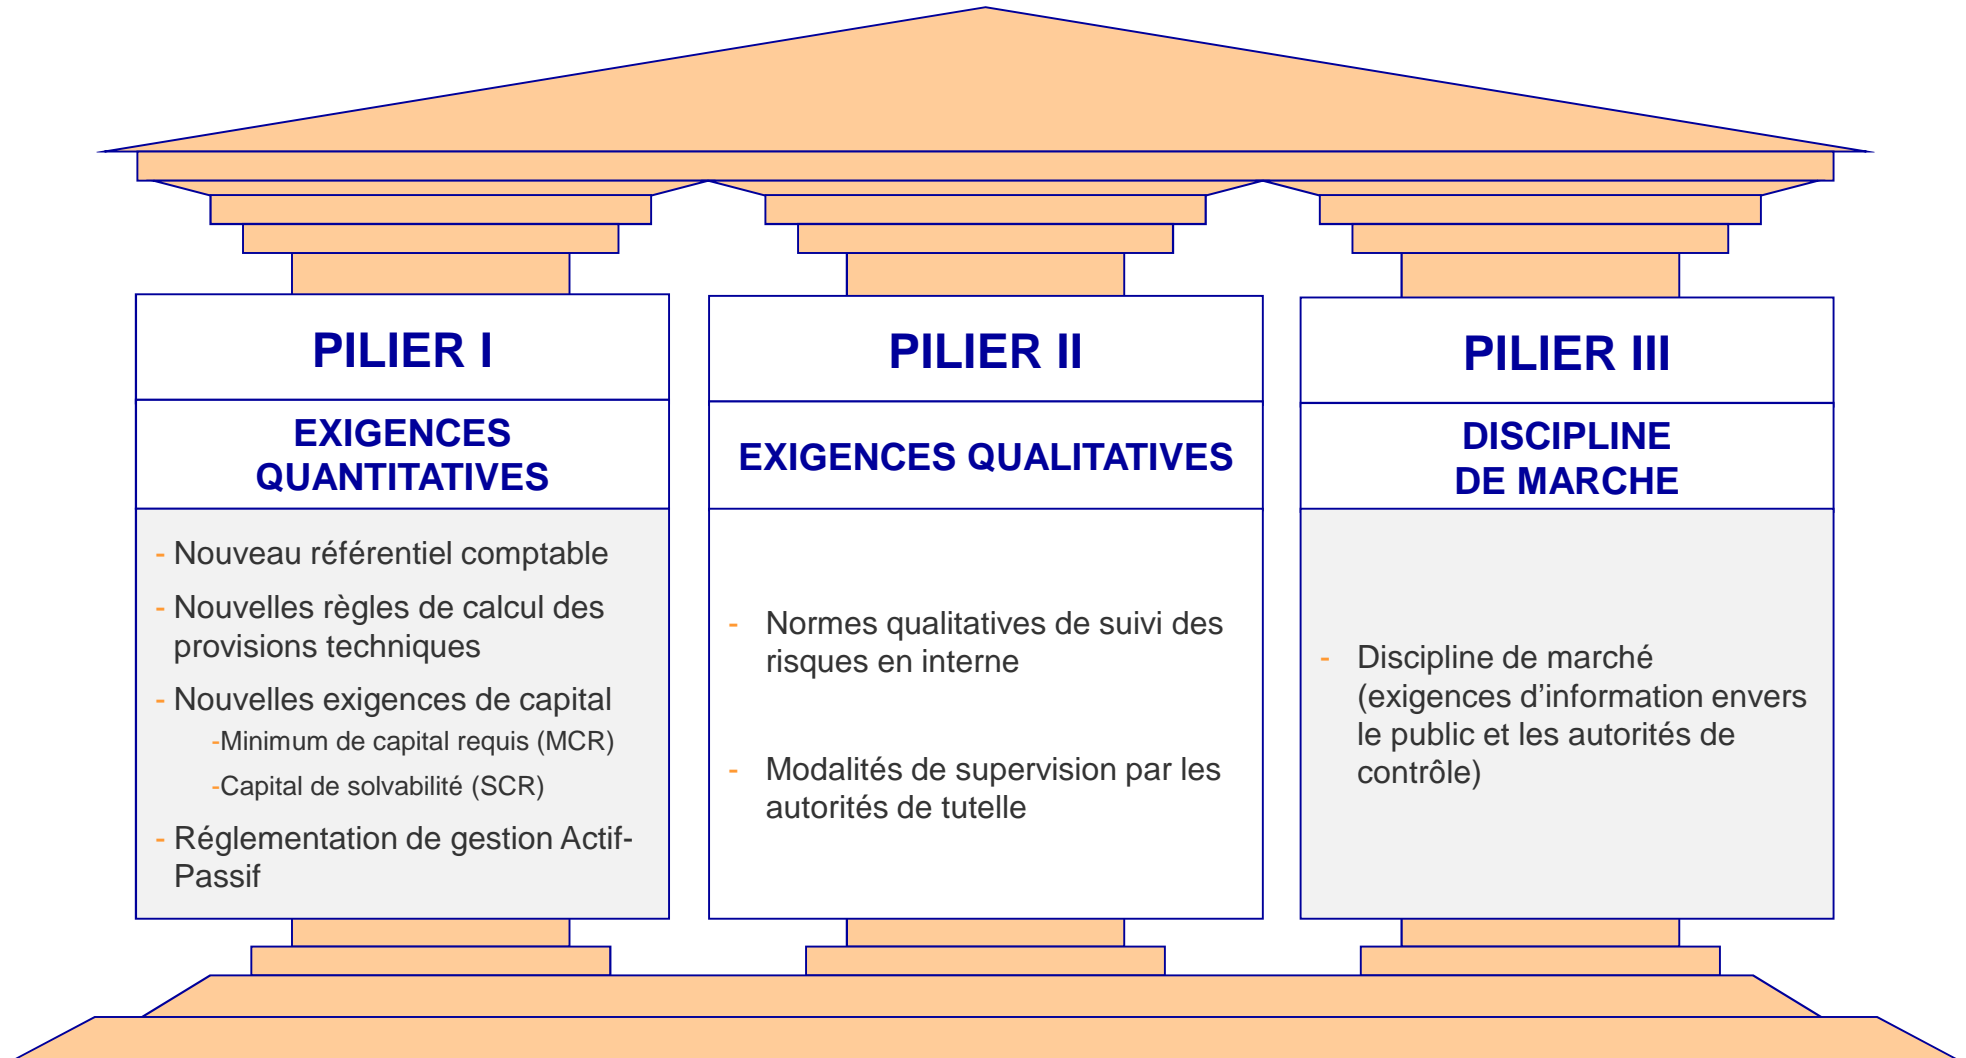 PILIER I
EXIGENCES
QUANTITATIVES
- Nouveau référentiel comptable
- Nouvelles règles de calcul des
provisions techniques
- Nouvelles exigences de capital
-Minimum de capital requis (MCR)
-Capital de solvabilité (SCR)
- Réglementation de gestion Actif-
Passif
PILIER II
EXIGENCES QUALITATIVES
- Normes qualitatives de suivi des
risques en interne
- Modalités de supervision par les
autorités de tutelle
PILIER III
DISCIPLINE
DE MARCHE
- Discipline de marché
(exigences d’information envers
le public et les autorités de
contrôle)